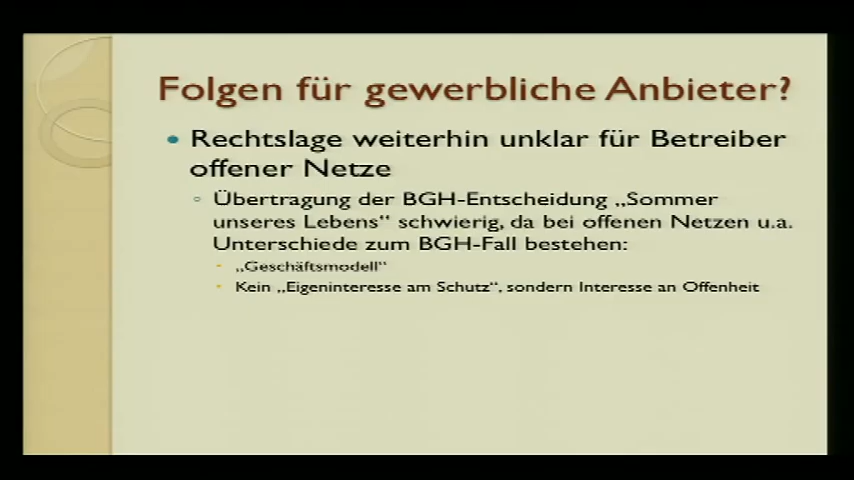 Folgen für gewerbliche Anbieter?
• Rechtslage weiterhin unklar für Betreiber
offener Netze
◦ Übertragung der BGH-Entscheidung „Sommer
unseres Lebens“ schwierig, da bei offenen Netzen u.a.
Unterschiede zum BGH-Fall bestehen:
• „Geschäftsmodell“
• Kein „Eigeninteresse am Schutz“, sondern Interesse an Offenheit